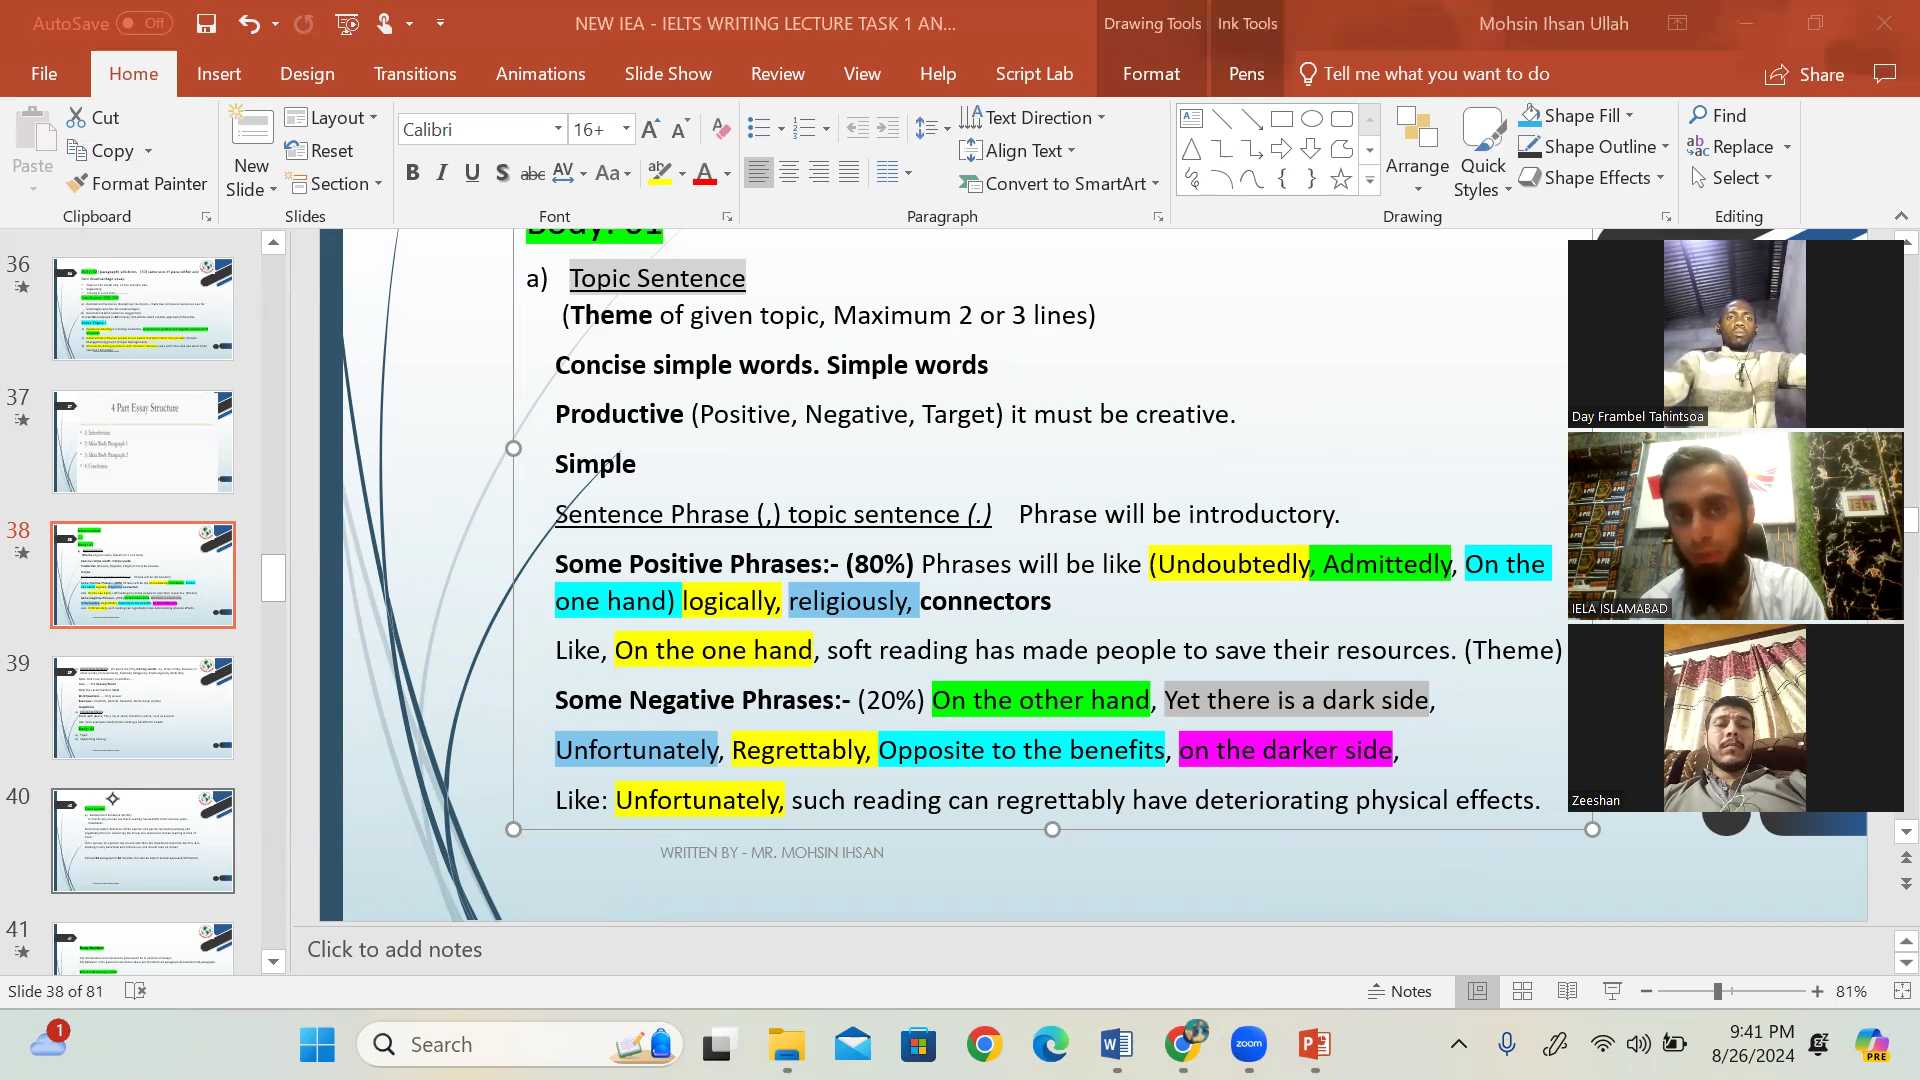 AutoSave Off
NEW IEA - IELTS WRITING LECTURE TASK 1 AN...
Drawing Tools Ink Tools
Mohsin Ihsan Ullah
File Home Insert Design Transitions Animations Slide Show Review View Help Script Lab Format Pens Tell me what you want to do Share
Paste
Cut
Copy
Format Painter
Clipboard
New Slide
Layout
Reset
Section
Slides
Calibri 16+
B I U S abc AV Aa A
Font
Text Direction
Align Text
Convert to SmartArt
Paragraph
Arrange
Quick Styles
Shape Fill
Shape Outline
Shape Effects
Drawing
Find
Replace
Select
Editing
36
37
4 Part Essay Structure
38
39
40
41
Body: 01
a) Topic Sentence
(Theme of given topic, Maximum 2 or 3 lines)
Concise simple words. Simple words
Productive (Positive, Negative, Target) it must be creative.
Simple
Sentence Phrase (,) topic sentence (.) Phrase will be introductory.
Some Positive Phrases:- (80%) Phrases will be like (Undoubtedly, Admittedly, On the
one hand) logically, religiously, connectors
Like, On the one hand, soft reading has made people to save their resources. (Theme)
Some Negative Phrases:- (20%) On the other hand, Yet there is a dark side,
Unfortunately, Regrettably, Opposite to the benefits, on the darker side,
Like: Unfortunately, such reading can regrettably have deteriorating physical effects.
WRITTEN BY - MR. MOHSIN IHSAN
Day Frambel Tahintsoa
IELA ISLAMABAD
Zeeshan
Click to add notes
Slide 38 of 81
Notes
81%
1
Search
zoom
9:41 PM
8/26/2024
PRE